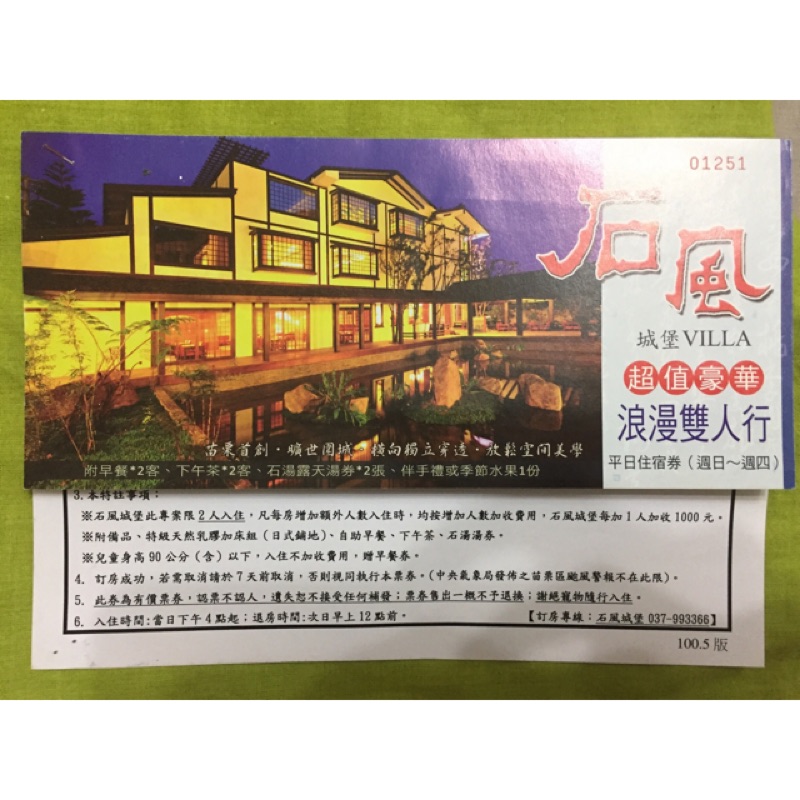 01251
石風
城堡VILLA
超值豪華
浪漫雙人行
平日住宿券(週日～週四)
苗栗首創．曠世圍城．橫向獨立穿透．放鬆空間美學
附早餐*2客、下午茶*2客、石湯露天湯券*2張、伴手禮或季節水果1份
3.本特註事項：
※石風城堡此專案限2人入住，凡每房增加額外人數入住時，均按增加人數加收費用，石風城堡每加1人加收1000元。
※附備品、特級天然乳膠加床組(日式鋪地)、自助早餐、下午茶、石湯湯券。
※兒童身高90公分(含)以下，入住不加收費用，贈早餐券。
4. 訂房成功，若需取消請於7天前取消，否則視同執行本票券。(中央氣象局發佈之苗栗區颱風警報不在此限)。
5. 此券為有價票券，認票不認人，遺失恕不接受任何補發；票券售出一概不予退換；謝絕寵物隨行入住。
6. 入住時間:當日下午4點起；退房時間:次日早上12點前。 【訂房專線：石風城堡 037-993366】
100.5 版